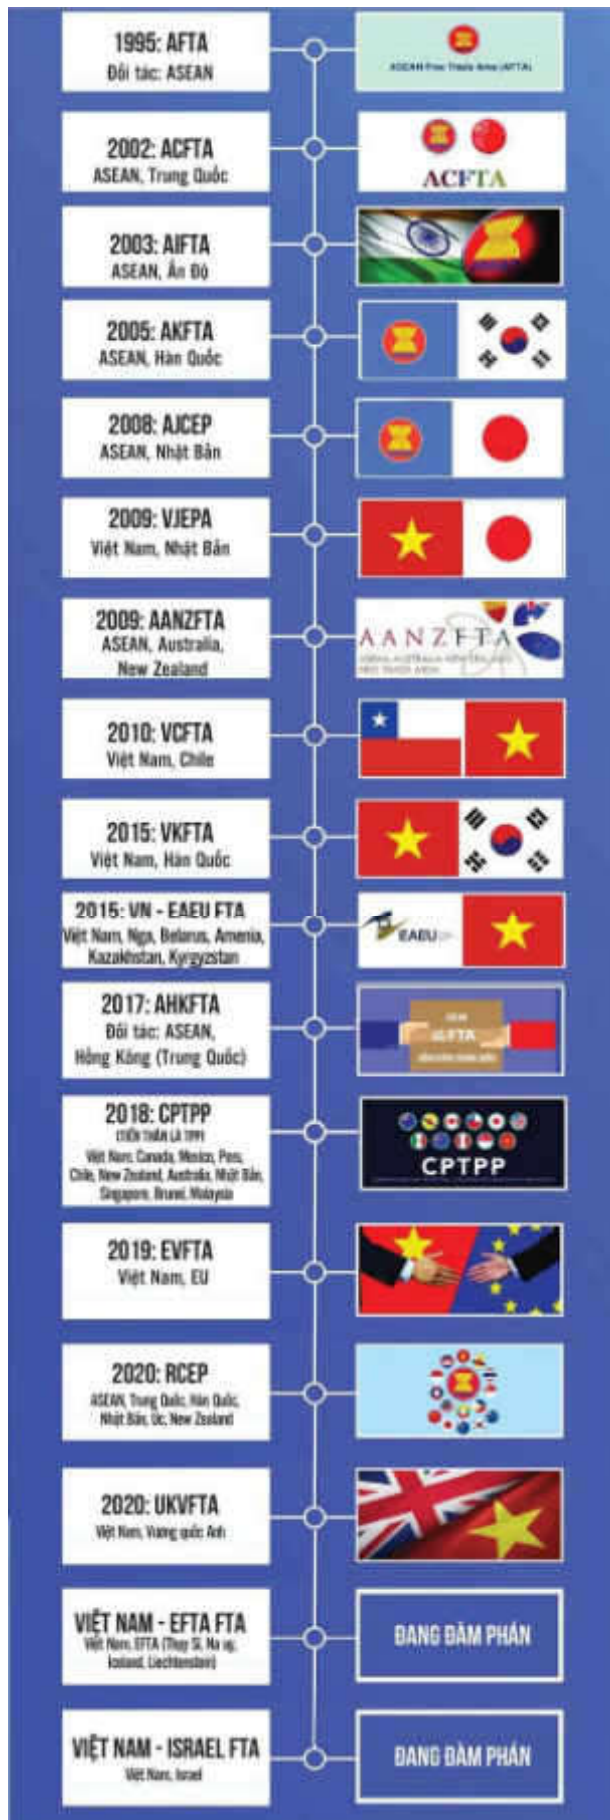 1995: AFTA
Đối tác: ASEAN
ASEAN Free Trade Area (AFTA)
2002: ACFTA
ASEAN, Trung Quốc
ACFTA
2003: AIFTA
ASEAN, Ấn Độ
2005: AKFTA
ASEAN, Hàn Quốc
2008: AJCEP
ASEAN, Nhật Bản
2009: VJEPA
Việt Nam, Nhật Bản
2009: AANZFTA
ASEAN, Australia,
New Zealand
AANZFTA
2010: VCFTA
Việt Nam, Chile
2015: VKFTA
Việt Nam, Hàn Quốc
2015: VN - EAEU FTA
Việt Nam, Nga, Belarus, Amenia,
Kazakhstan, Kyrgyzstan
EAEU
2017: AHKFTA
Đối tác: ASEAN,
Hồng Kông (Trung Quốc)
FTA
2018: CPTPP
(TIỀN THÂN LÀ TPP)
Việt Nam, Canada, Mexico, Peru,
Chile, New Zealand, Australia, Nhật Bản,
Singapore, Brunei, Malaysia
CPTPP
2019: EVFTA
Việt Nam, EU
2020: RCEP
ASEAN, Trung Quốc, Hàn Quốc,
Nhật Bản, Úc, New Zealand
2020: UKVFTA
Việt Nam, Vương quốc Anh
VIỆT NAM - EFTA FTA
Việt Nam, EFTA (Thụy Sĩ, Na uy,
Iceland, Liechtenstein)
ĐANG ĐÀM PHÁN
VIỆT NAM - ISRAEL FTA
Việt Nam, Israel
ĐANG ĐÀM PHÁN